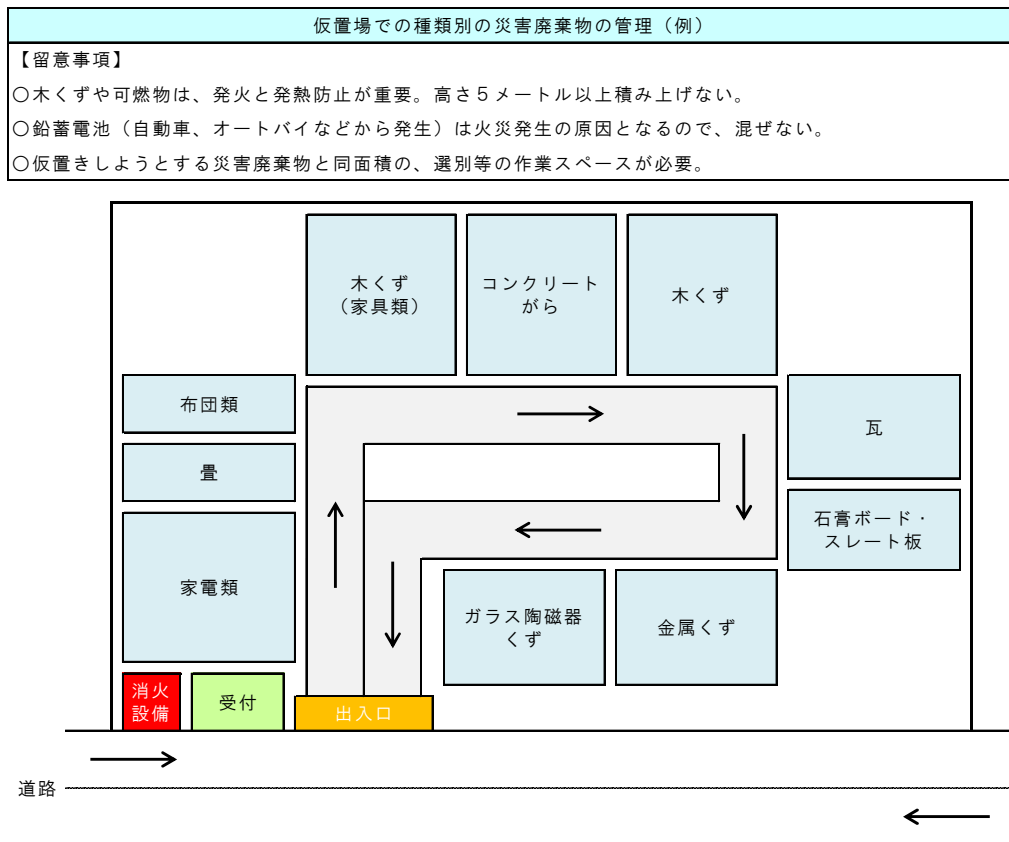 仮置場での種類別の災害廃棄物の管理（例）
【留意事項】
○木くずや可燃物は、発火と発熱防止が重要。高さ５メートル以上積み上げない。
○鉛蓄電池（自動車、オートバイなどから発生）は火災発生の原因となるので、混ぜない。
○仮置きしようとする災害廃棄物と同面積の、選別等の作業スペースが必要。
木くず
（家具類）
コンクリート
がら
木くず
布団類
畳
家電類
瓦
石膏ボード・
スレート板
ガラス陶磁器
くず
金属くず
消火
設備
受付
出入口
道路